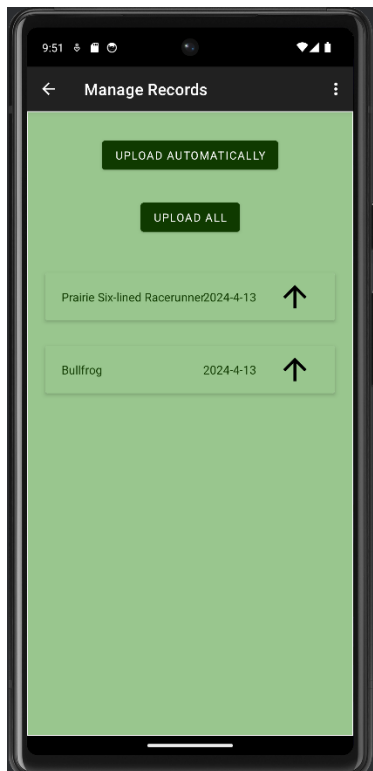 9:51
Manage Records
UPLOAD AUTOMATICALLY
UPLOAD ALL
Prairie Six-lined Racerunner2024-4-13
Bullfrog 2024-4-13